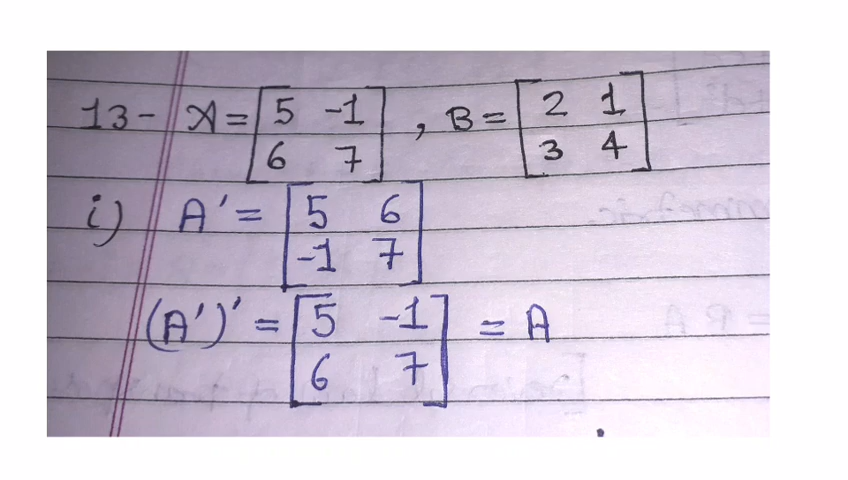 13- A = [5 -1
6 7], B = [2 1
3 4]
i) A' = [5 6
-1 7]
(A')' = [5 -1
6 7] = A